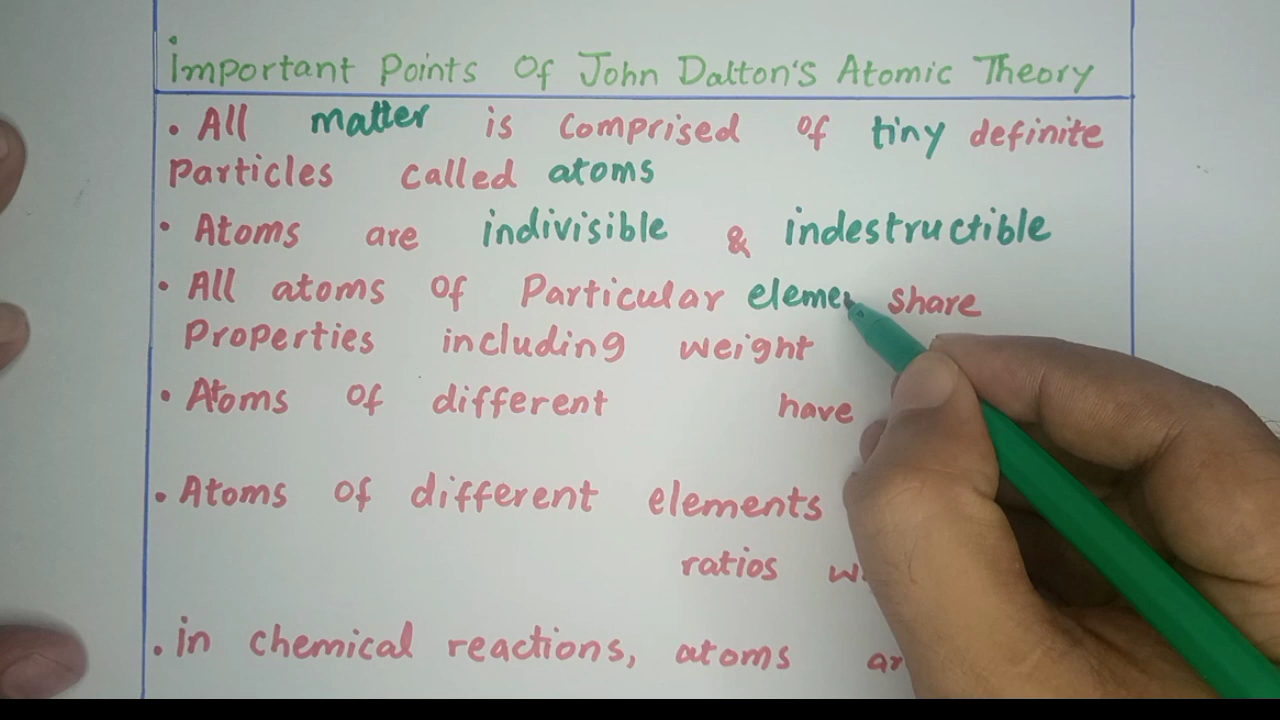 Important Points Of John Dalton's Atomic Theory
• All matter is comprised of tiny definite
Particles called atoms
• Atoms are indivisible & indestructible
• All atoms of Particular eleme share
Properties including weight
• Atoms of different have
• Atoms of different elements
ratios
• in chemical reactions, atoms